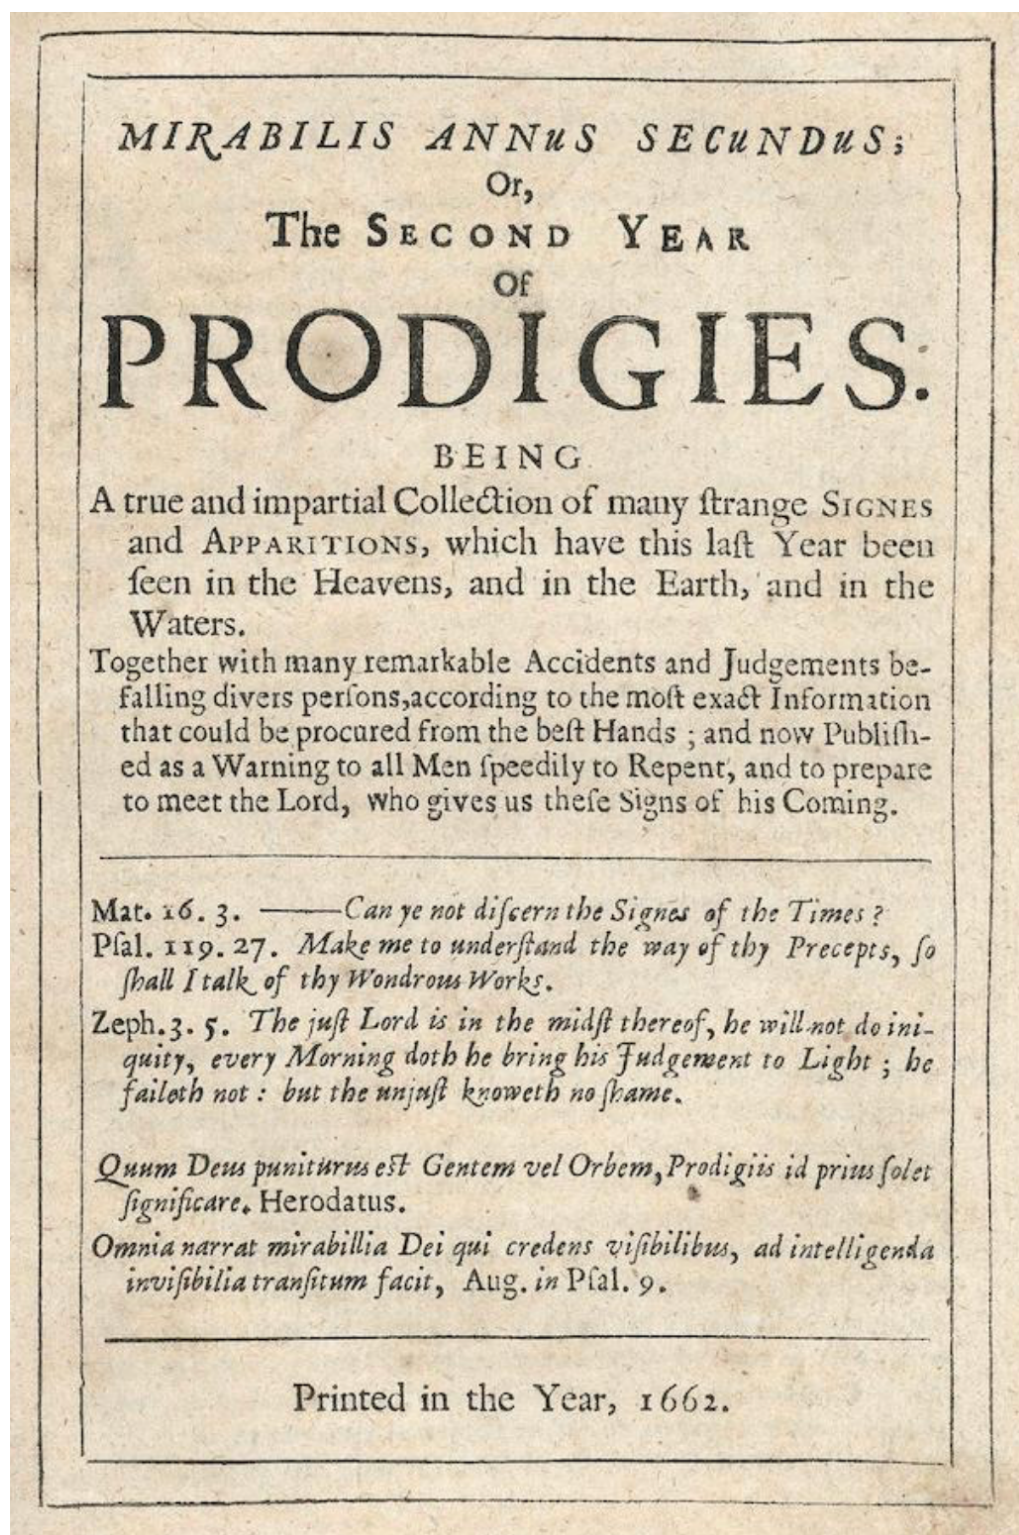 MIRABILIS ANNUS SECUNDUS;
Or,
The SECOND YEAR
OF
PRODIGIES.
BEING
A true and impartial Collection of many ſtrange SIGNES
and APPARITIONS, which have this laſt Year been
ſeen in the Heavens, and in the Earth, and in the
Waters.
Together with many remarkable Accidents and Judgements be-
falling divers perſons,according to the moſt exact Information
that could be procured from the beſt Hands ; and now Publiſh-
ed as a Warning to all Men ſpeedily to Repent, and to prepare
to meet the Lord, who gives us theſe Signs of his Coming.
Mat. 16. 3. ——Can ye not diſcern the Signes of the Times ?
Pſal. 119. 27. Make me to underſtand the way of thy Precepts, ſo
ſhall I talk of thy Wondrous Works.
Zeph. 3. 5. The juſt Lord is in the midſt thereof, he will not do ini-
quity, every Morning doth he bring his Judgement to Light ; he
faileth not : but the unjuſt knoweth no ſhame.
Quum Deus puniturus eſt Gentem vel Orbem, Prodigiis id prius ſolet
ſignificare. Herodatus.
Omnia narrat mirabillia Dei qui credens viſibilibus, ad intelligenda
inviſibilia tranſitum facit, Aug. in Pſal. 9.
Printed in the Year, 1662.